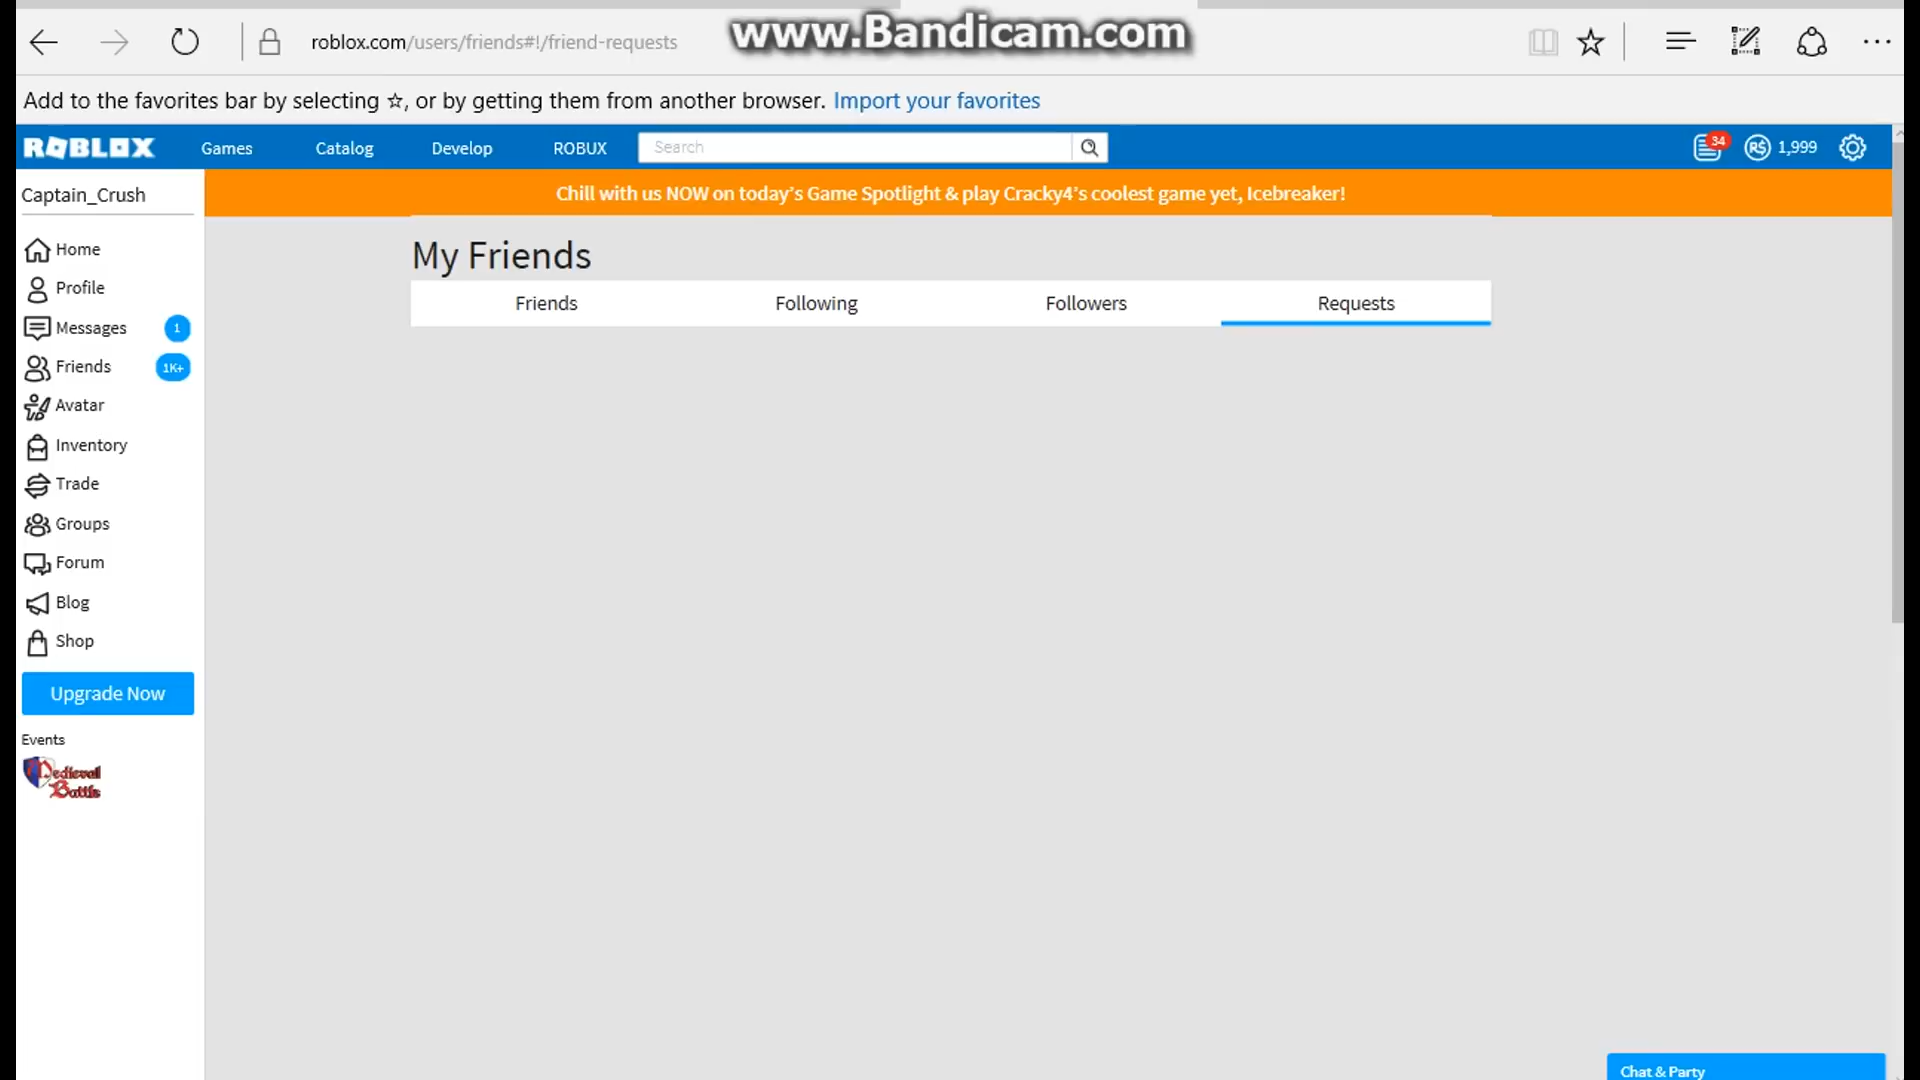 www.Bandicam.com
roblox.com/users/friends#!/friend-requests
Add to the favorites bar by selecting ☆, or by getting them from another browser. Import your favorites
ROBLOX Games Catalog Develop ROBUX Search 34 R$ 1,999
Captain_Crush
Chill with us NOW on today's Game Spotlight & play Cracky4's coolest game yet, Icebreaker!
My Friends
Friends Following Followers Requests
Home
Profile
Messages 1
Friends 1K+
Avatar
Inventory
Trade
Groups
Forum
Blog
Shop
Upgrade Now
Events
Medieval
Battle
Chat & Party